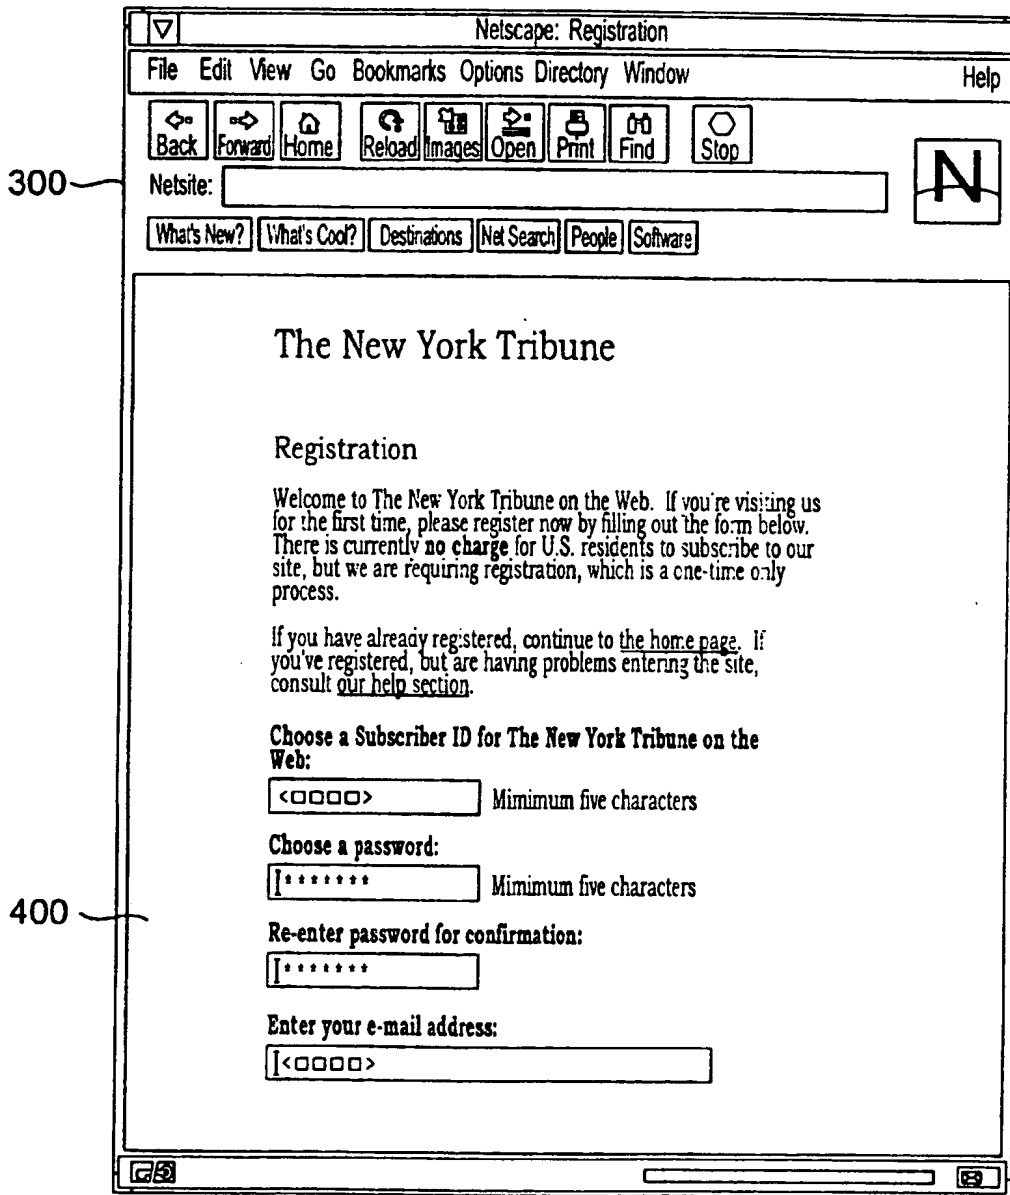 Netscape: Registration
File Edit View Go Bookmarks Options Directory Window Help
Back Forward Home Reload Images Open Print Find Stop
300
Netsite:
N
What's New? What's Cool? Destinations Net Search People Software
The New York Tribune
Registration
Welcome to The New York Tribune on the Web. If you're visiting us
for the first time, please register now by filling out the form below.
There is currently no charge for U.S. residents to subscribe to our
site, but we are requiring registration, which is a one-time only
process.
If you have already registered, continue to the home page. If
you've registered, but are having problems entering the site,
consult our help section.
Choose a Subscriber ID for The New York Tribune on the
Web:
<□□□□> Mimimum five characters
Choose a password:
******* Mimimum five characters
400
Re-enter password for confirmation:
*******
Enter your e-mail address:
<□□□□>